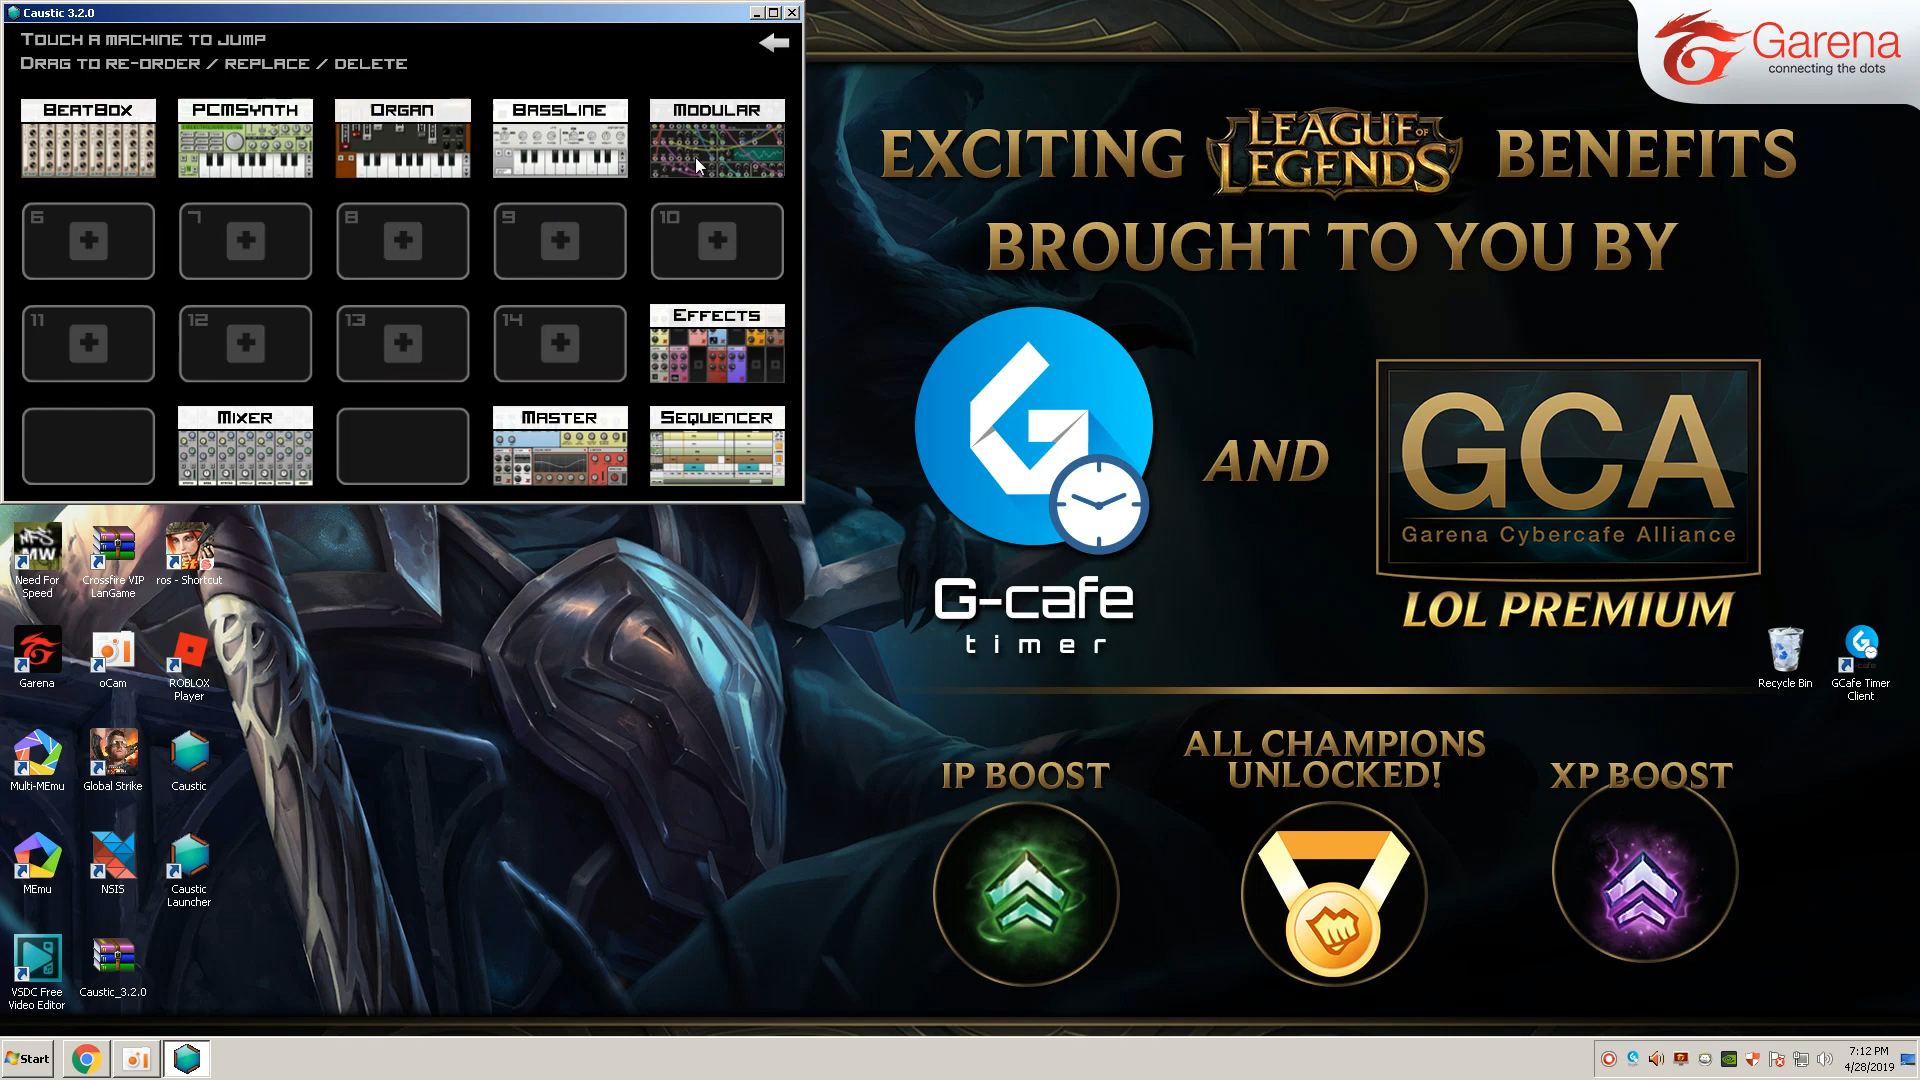 Caustic 3.2.0
Touch a machine to jump
Drag to re-order / replace / delete
BeatBox
PCMSynth
Organ
BassLine
Modular
6
7
8
9
10
11
12
13
14
Effects
Mixer
Master
Sequencer
Garena
connecting the dots
EXCITING LEAGUE OF LEGENDS BENEFITS
BROUGHT TO YOU BY
G-cafe
timer
AND
GCA
Garena Cybercafe Alliance
LOL PREMIUM
IP BOOST
ALL CHAMPIONS
UNLOCKED!
XP BOOST
NFS
MW
Need For
Speed
Crossfire VIP
LanGame
ros - Shortcut
Garena
oCam
ROBLOX
Player
Multi-MEmu
Global Strike
Caustic
MEmu
NSIS
Caustic
Launcher
VSDC Free
Video Editor
Caustic_3.2.0
Recycle Bin
GCafe Timer
Client
Start
7:12 PM
4/28/2019